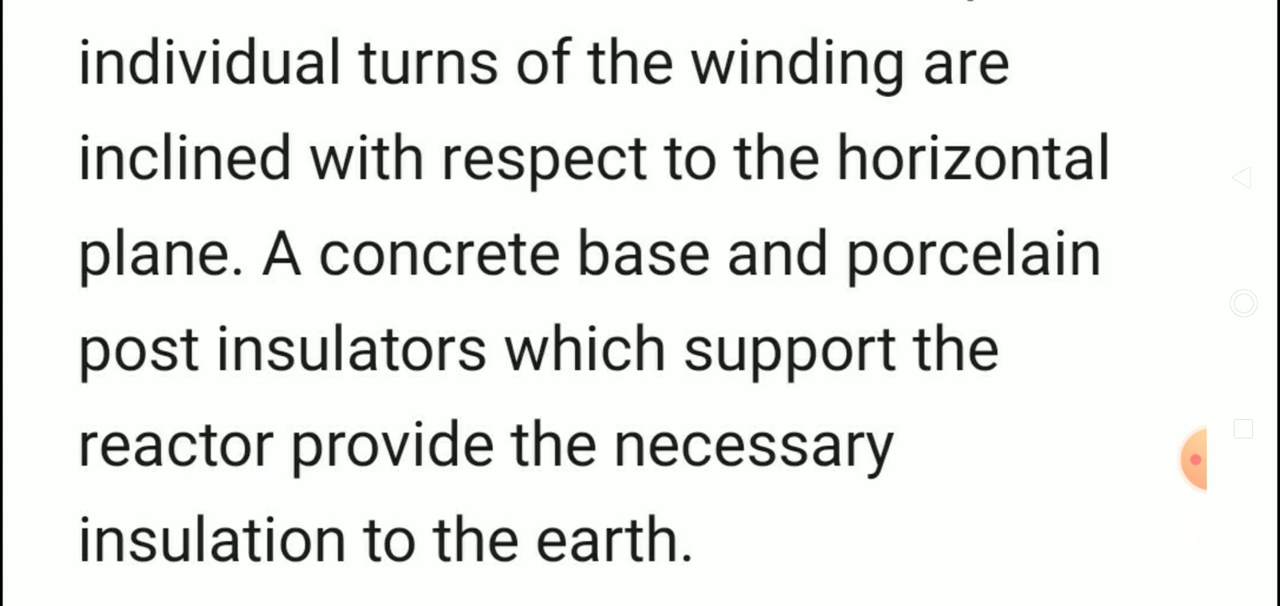 individual turns of the winding are
inclined with respect to the horizontal
plane. A concrete base and porcelain
post insulators which support the
reactor provide the necessary
insulation to the earth.